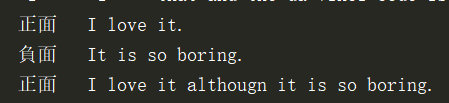 正面 I love it.
負面 It is so boring.
正面 I love it althougn it is so boring.